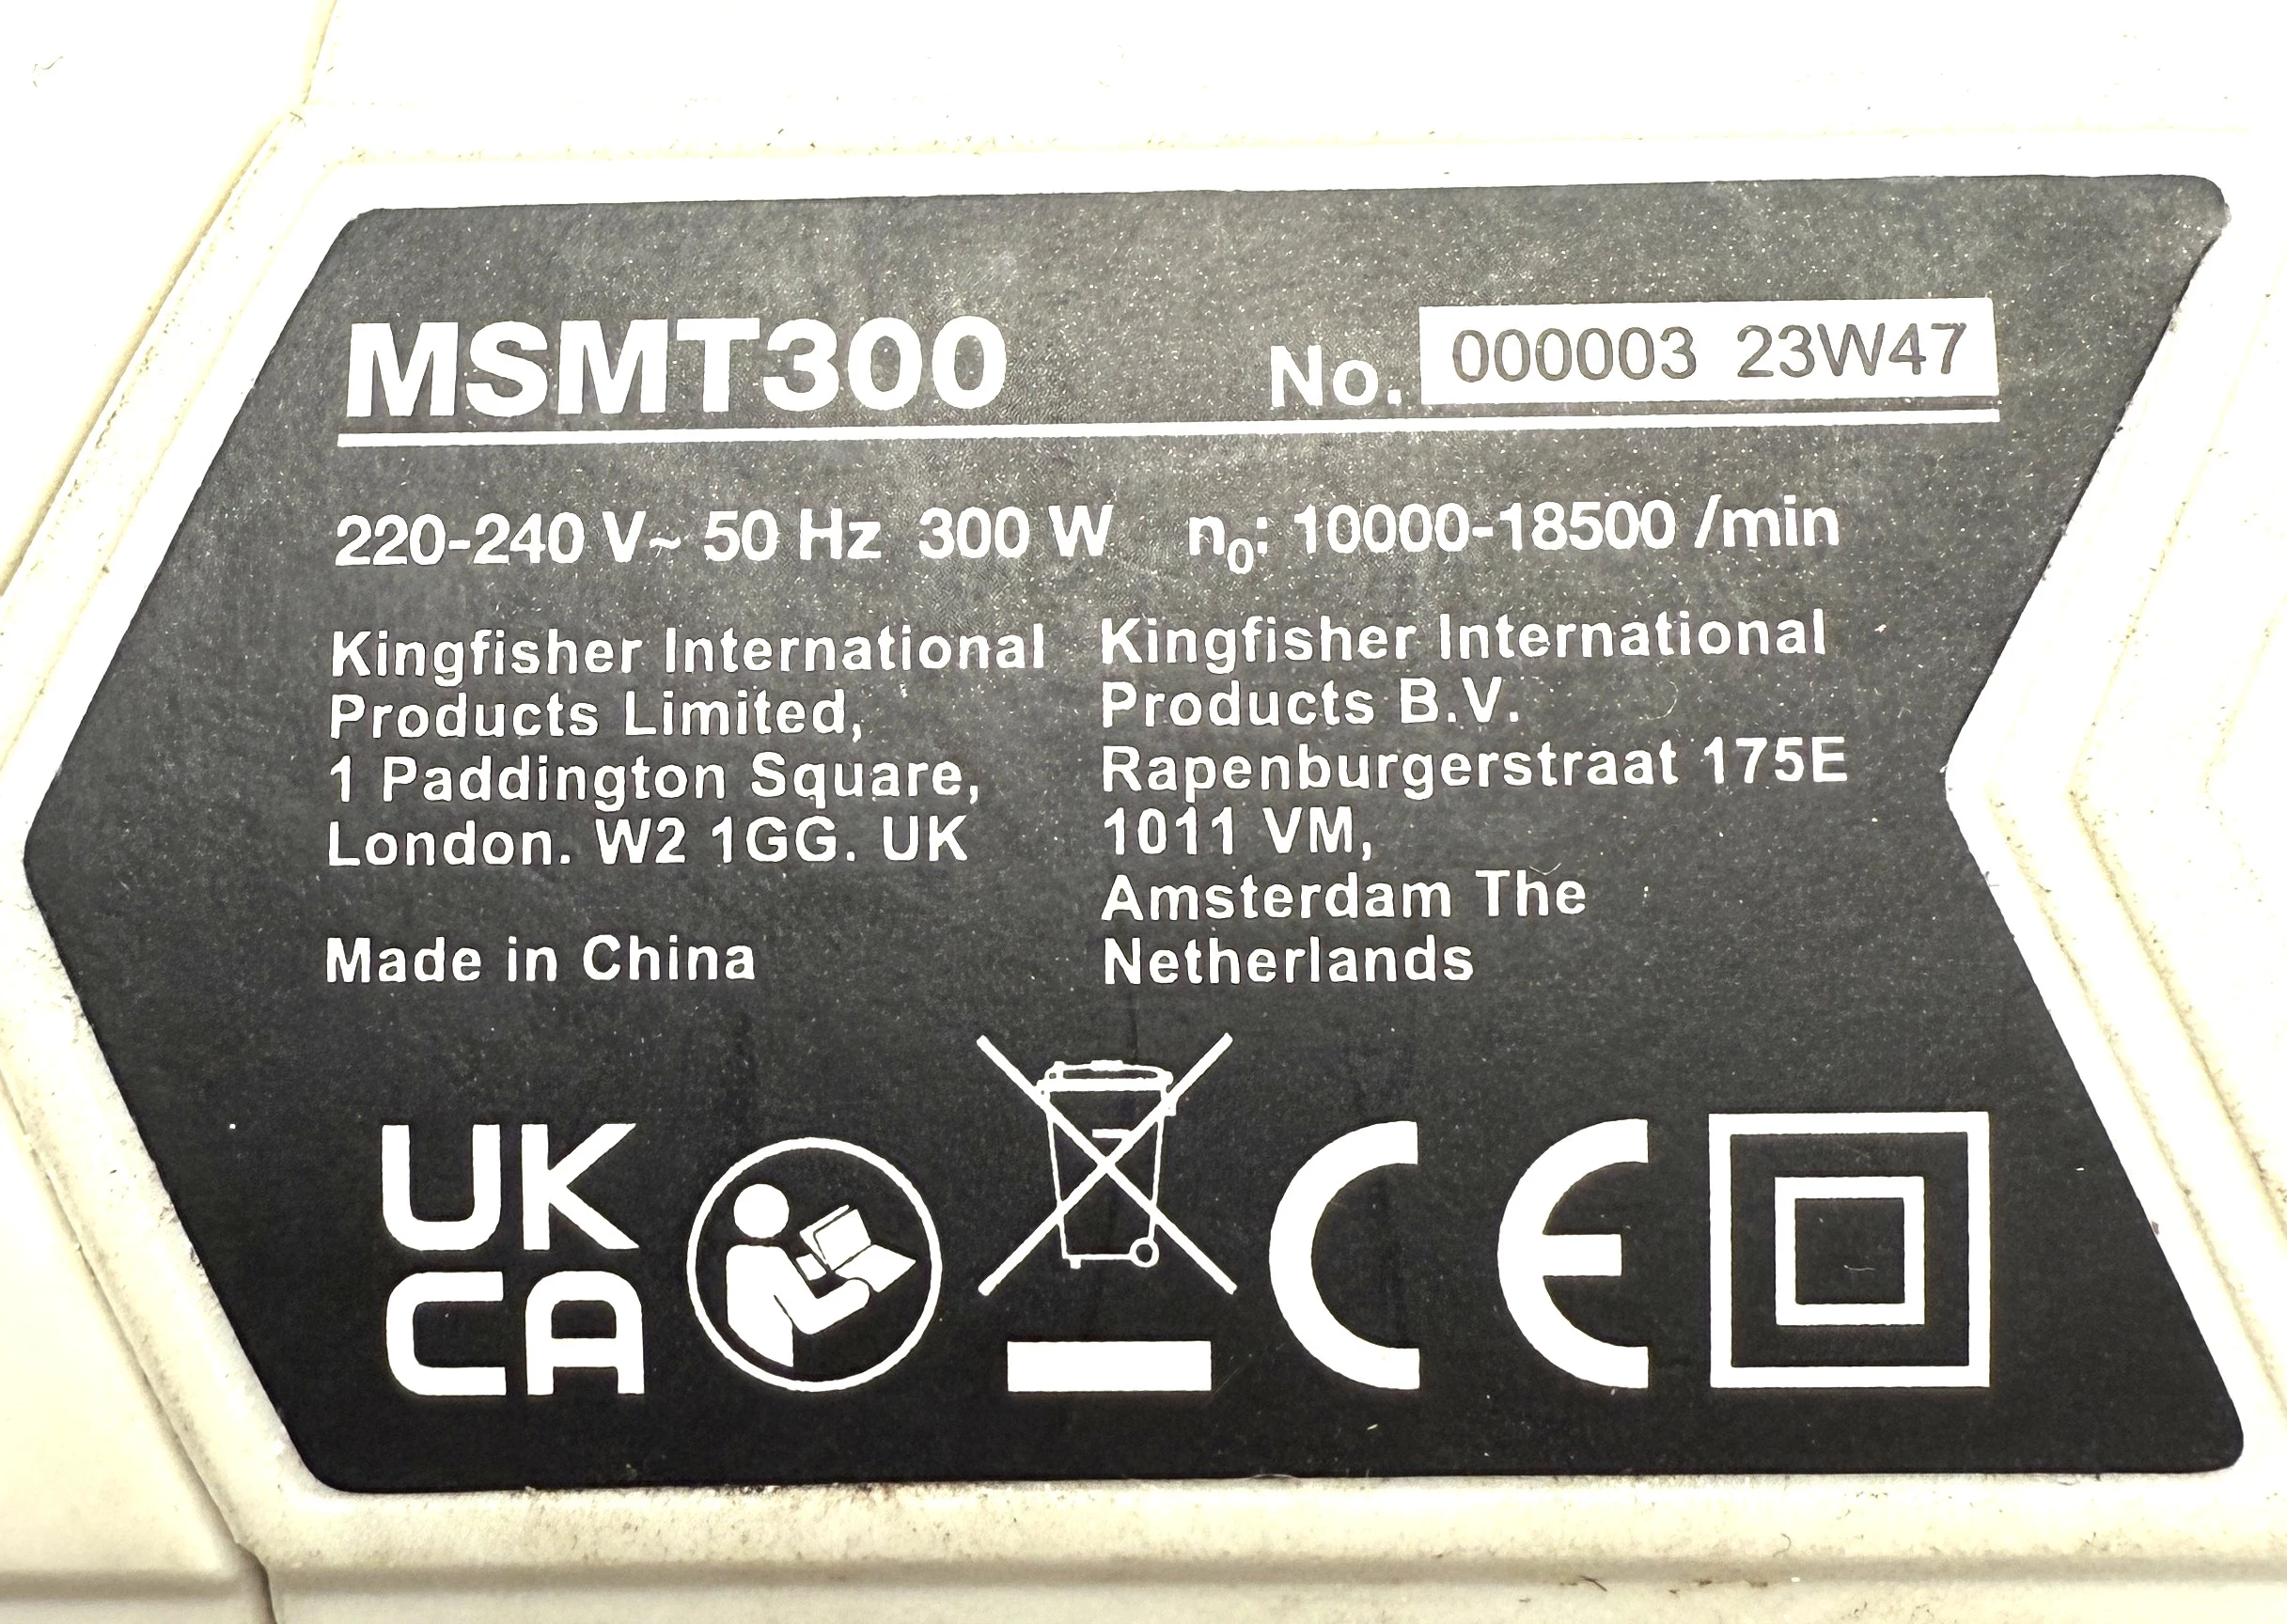 MSMT300 No. 000003 23W47
220-240 V~ 50 Hz 300 W n₀: 10000-18500 /min
Kingfisher International
Products Limited,
1 Paddington Square,
London. W2 1GG. UK
Made in China
Kingfisher International
Products B.V.
Rapenburgerstraat 175E
1011 VM,
Amsterdam The
Netherlands
UK
CA
CE